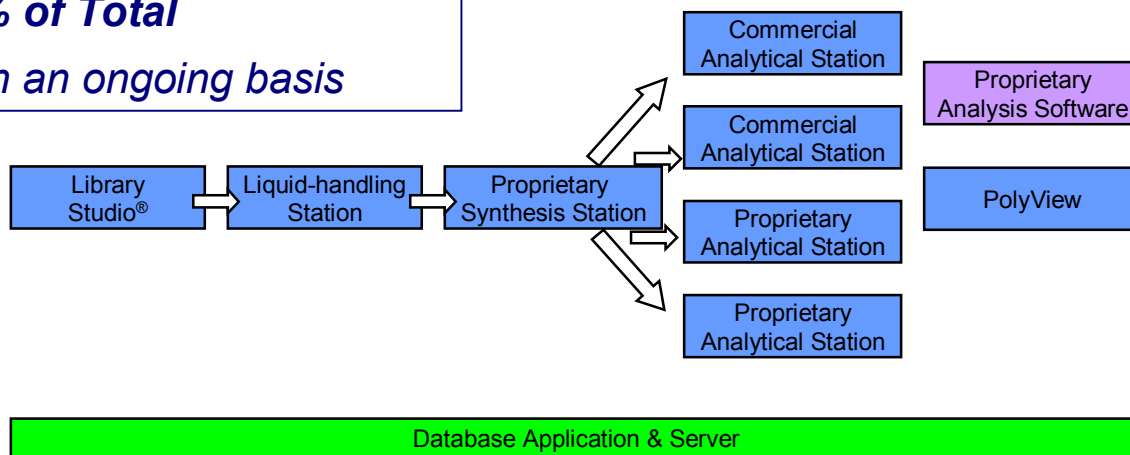 % of Total
an ongoing basis
Commercial
Analytical Station
Proprietary
Analysis Software
Commercial
Analytical Station
Library
Studio®
Liquid-handling
Station
Proprietary
Synthesis Station
PolyView
Proprietary
Analytical Station
Proprietary
Analytical Station
Database Application & Server